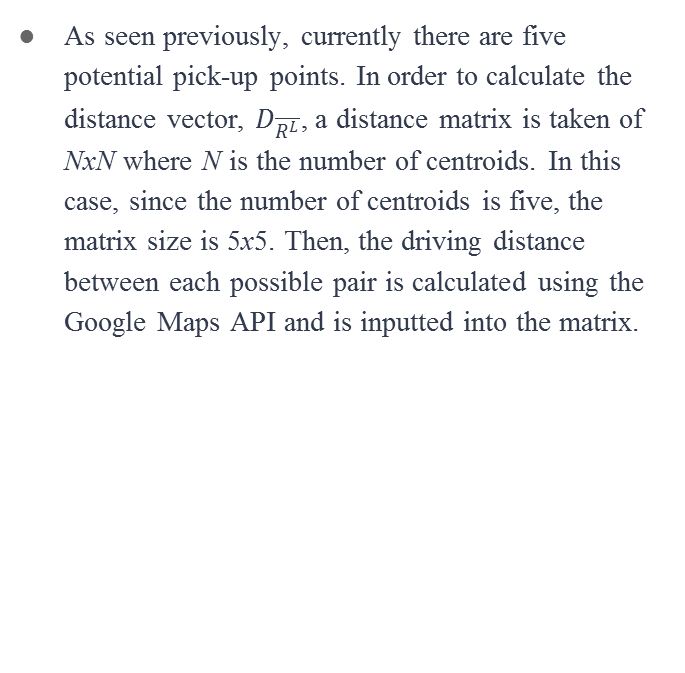 ● As seen previously, currently there are five
potential pick-up points. In order to calculate the
distance vector, D_{\overline{RL}}, a distance matrix is taken of
NxN where N is the number of centroids. In this
case, since the number of centroids is five, the
matrix size is 5x5. Then, the driving distance
between each possible pair is calculated using the
Google Maps API and is inputted into the matrix.